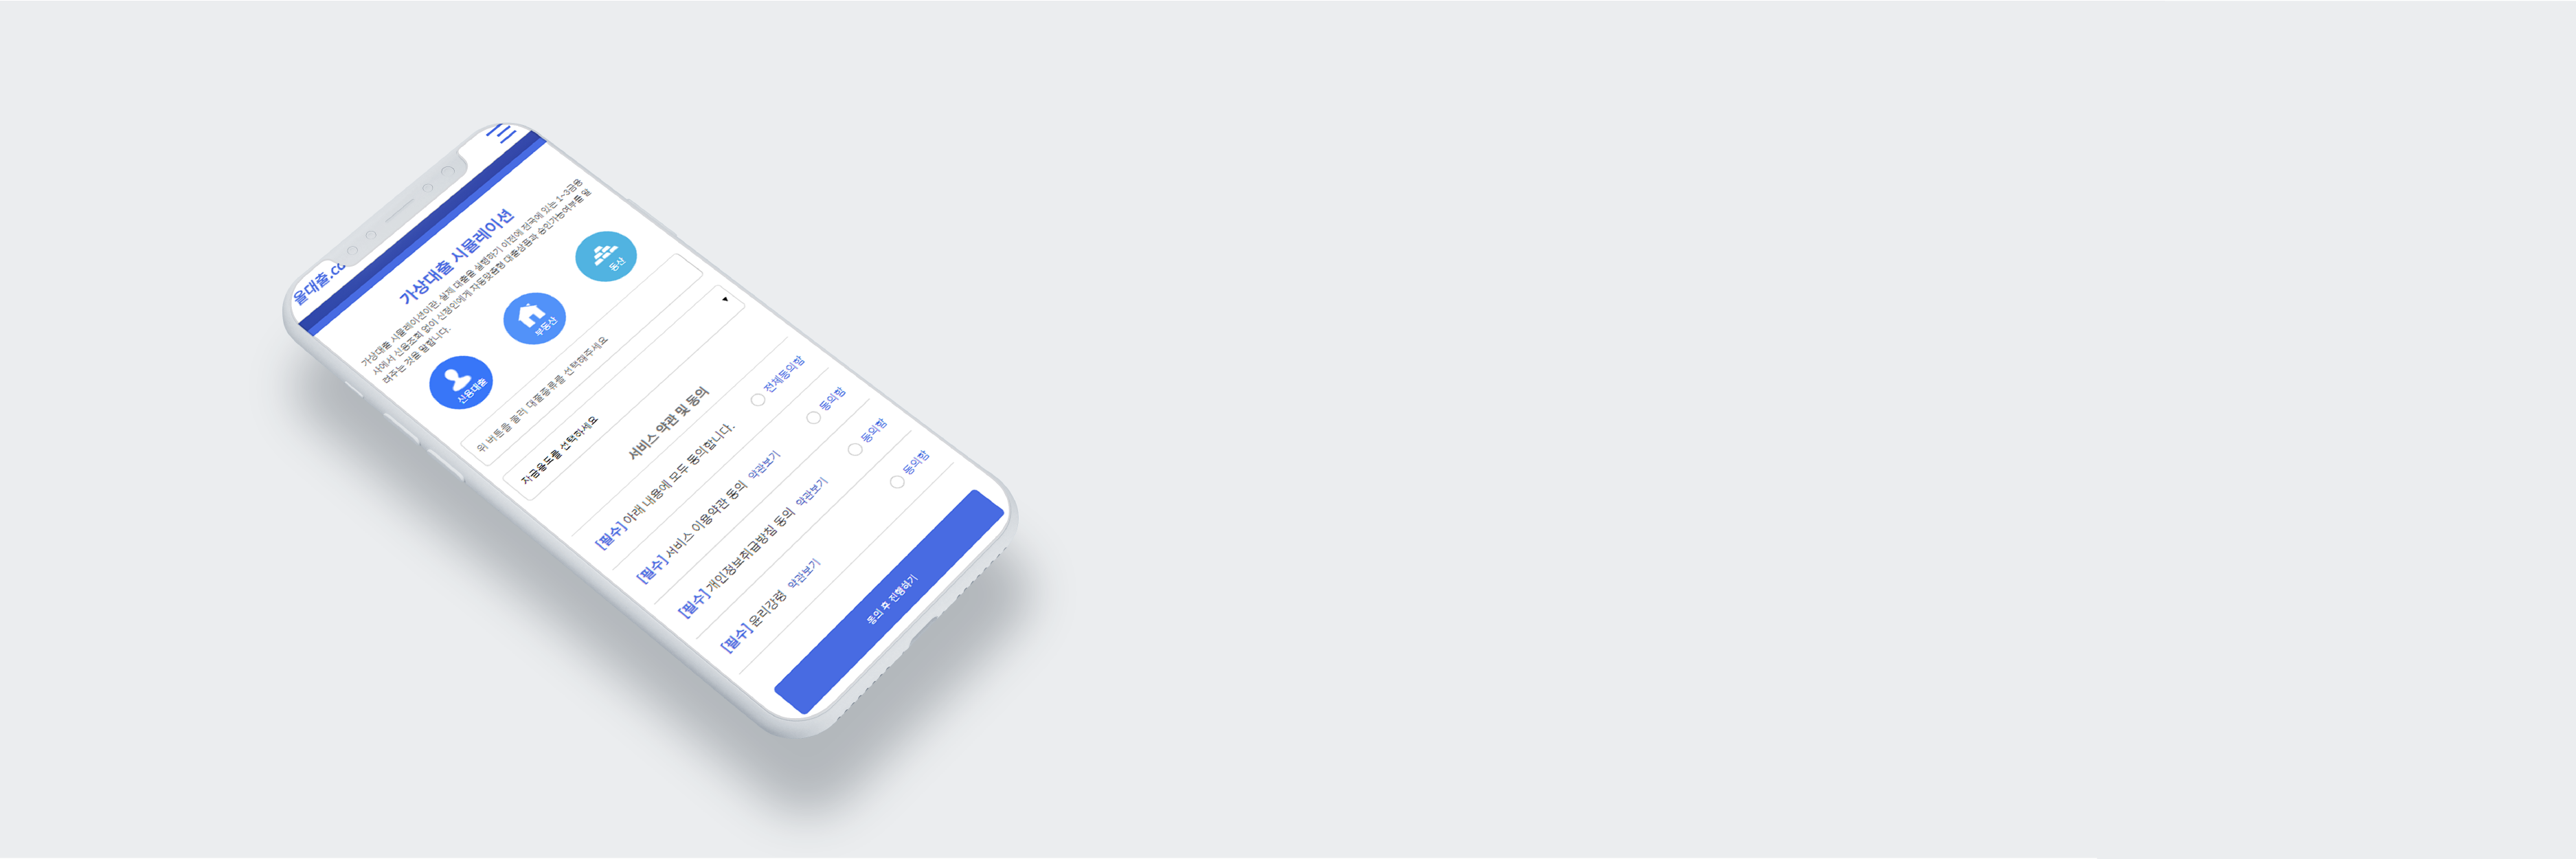 올대출.co
가상대출 시뮬레이션
가상대출 시뮬레이션이란, 실제 대출을 실행하기 이전에 전국에 있는 1~3금융
사에서 신용조회 없이 신청인에게 자동맞춤형 대출상품과 승인가능여부를 알
려주는 것을 말합니다.
신용대출
부동산
동산
위 버튼을 눌러 대출종류를 선택해주세요
자금용도를 선택하세요
서비스 약관 및 동의
[필수] 아래 내용에 모두 동의합니다. 전체동의함
[필수] 서비스 이용약관 동의 약관보기 동의함
[필수] 개인정보취급방침 동의 약관보기 동의함
[필수] 윤리강령 약관보기 동의함
동의 후 진행하기